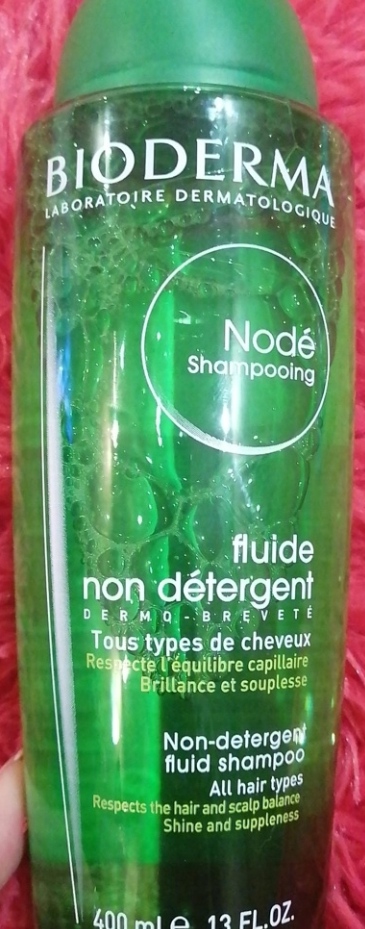 BIODERMA
LABORATOIRE DERMATOLOGIQUE
Nodé
Shampooing
fluide
non détergent
DERMO-BREVETÉ
Tous types de cheveux
Respecte l'équilibre capillaire
Brillance et souplesse
Non-detergent
fluid shampoo
All hair types
Respects the hair and scalp balance
Shine and suppleness
400 ml e 13 FL.OZ.